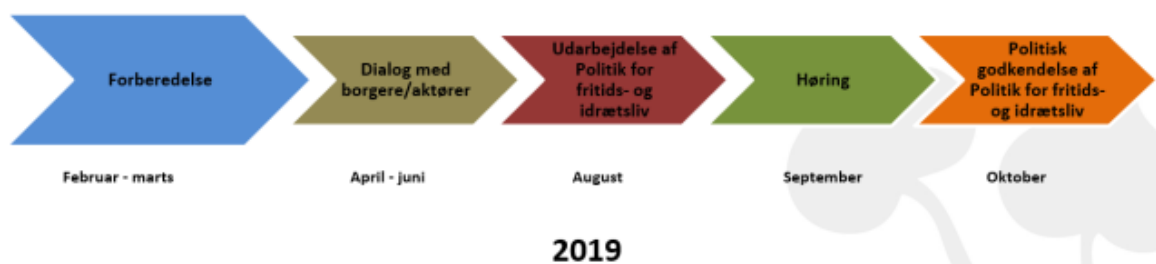 Forberedelse
Dialog med
borgere/aktører
Udarbejdelse af
Politik for
fritids- og
idrætsliv
Høring
Politisk
godkendelse af
Politik for fritids-
og idrætsliv
Februar - marts
April - juni
August
September
Oktober
2019